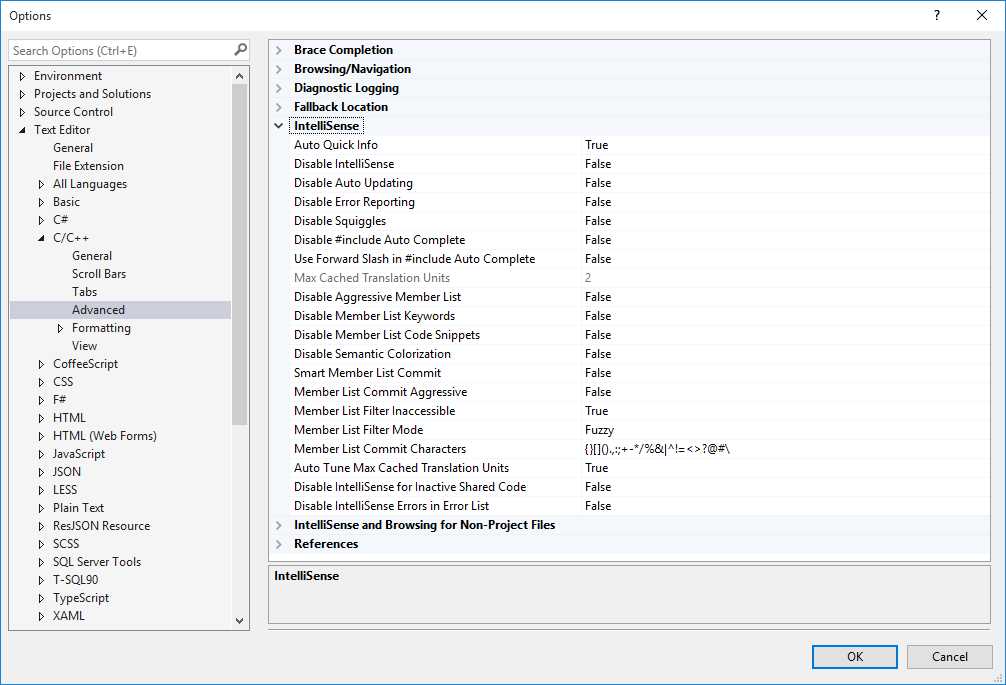 Options
?
Search Options (Ctrl+E)
Environment
Projects and Solutions
Source Control
Text Editor
General
File Extension
All Languages
Basic
C#
C/C++
General
Scroll Bars
Tabs
Advanced
Formatting
View
CoffeeScript
CSS
F#
HTML
HTML (Web Forms)
JavaScript
JSON
LESS
Plain Text
ResJSON Resource
SCSS
SQL Server Tools
T-SQL90
TypeScript
XAML
Brace Completion
Browsing/Navigation
Diagnostic Logging
Fallback Location
IntelliSense
Auto Quick Info True
Disable IntelliSense False
Disable Auto Updating False
Disable Error Reporting False
Disable Squiggles False
Disable #include Auto Complete False
Use Forward Slash in #include Auto Complete False
Max Cached Translation Units 2
Disable Aggressive Member List False
Disable Member List Keywords False
Disable Member List Code Snippets False
Disable Semantic Colorization False
Smart Member List Commit False
Member List Commit Aggressive False
Member List Filter Inaccessible True
Member List Filter Mode Fuzzy
Member List Commit Characters {}[]().,:;+-*/%&|^!=<>?@#\
Auto Tune Max Cached Translation Units True
Disable IntelliSense for Inactive Shared Code False
Disable IntelliSense Errors in Error List False
IntelliSense and Browsing for Non-Project Files
References
IntelliSense
OK
Cancel